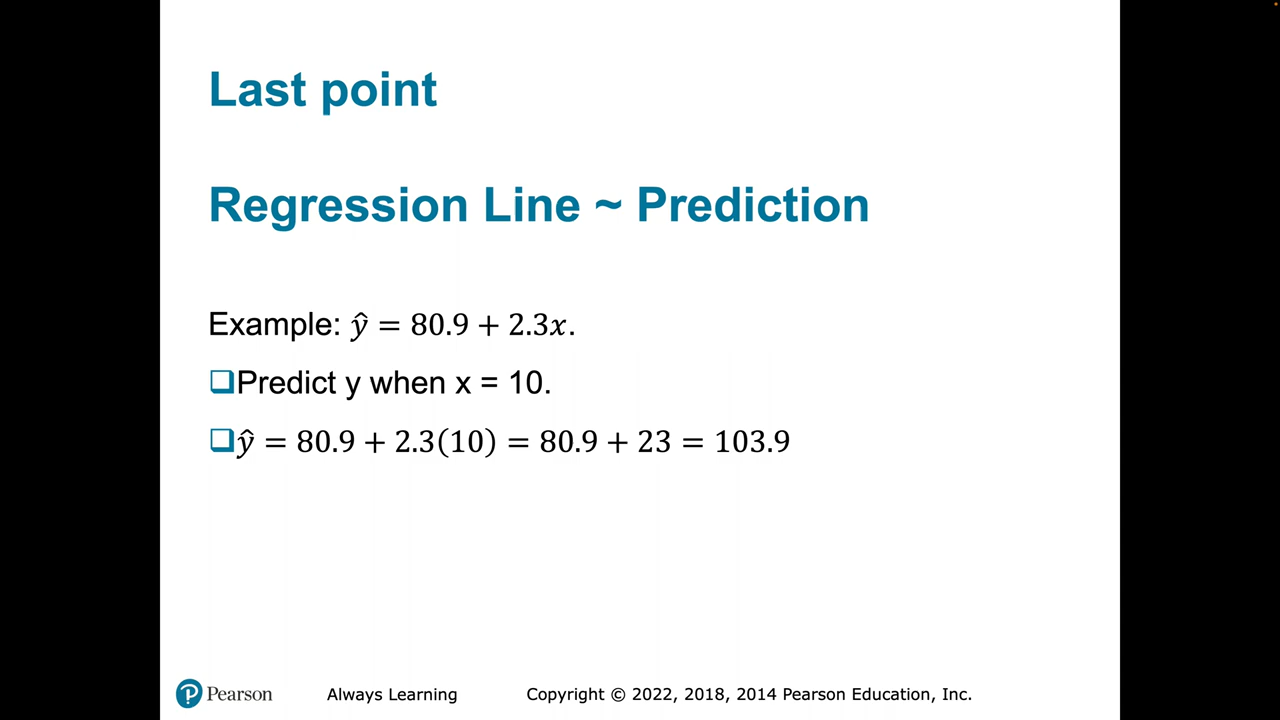 Last point
Regression Line ~ Prediction
Example: ŷ = 80.9 + 2.3x.
❑Predict y when x = 10.
❑ŷ = 80.9 + 2.3(10) = 80.9 + 23 = 103.9
Pearson Always Learning Copyright © 2022, 2018, 2014 Pearson Education, Inc.